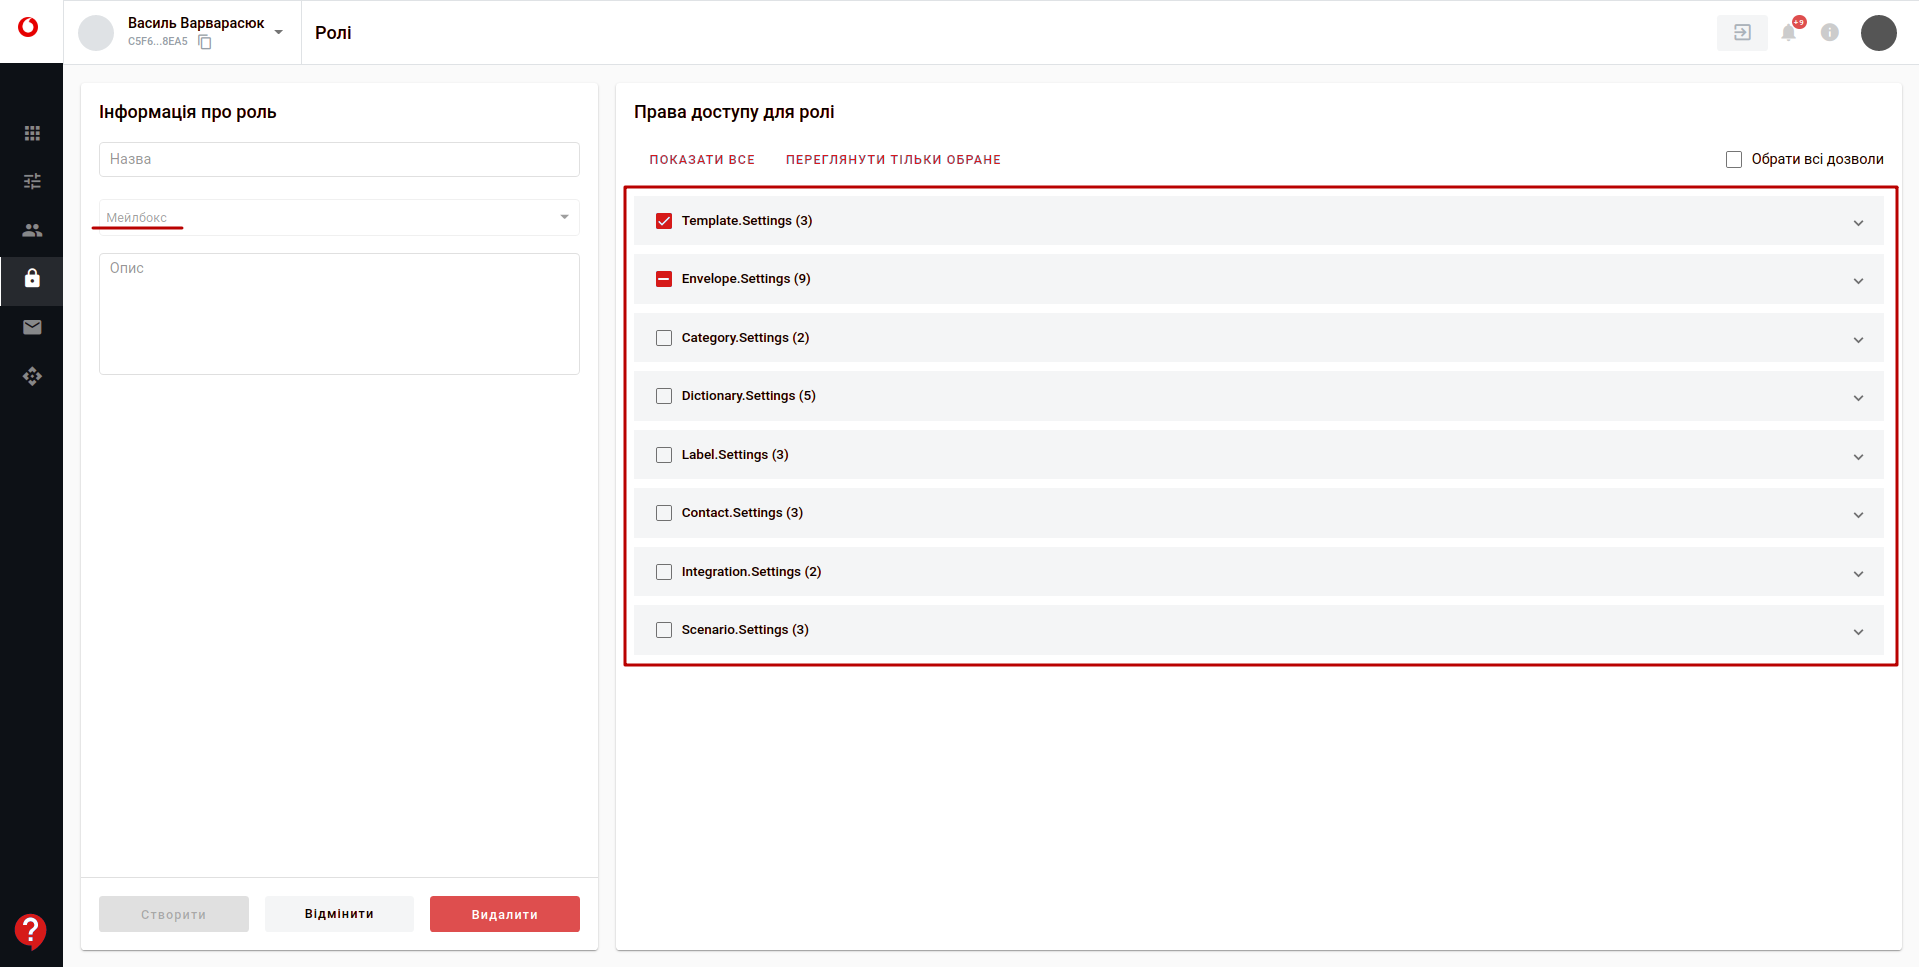 Василь Варварасюк
C5F6...8EA5
Ролі
+9
Інформація про роль
Назва
Мейлбокс
Опис
Створити
Відмінити
Видалити
Права доступу для ролі
ПОКАЗАТИ ВСЕ
ПЕРЕГЛЯНУТИ ТІЛЬКИ ОБРАНЕ
Обрати всі дозволи
Template.Settings (3)
Envelope.Settings (9)
Category.Settings (2)
Dictionary.Settings (5)
Label.Settings (3)
Contact.Settings (3)
Integration.Settings (2)
Scenario.Settings (3)